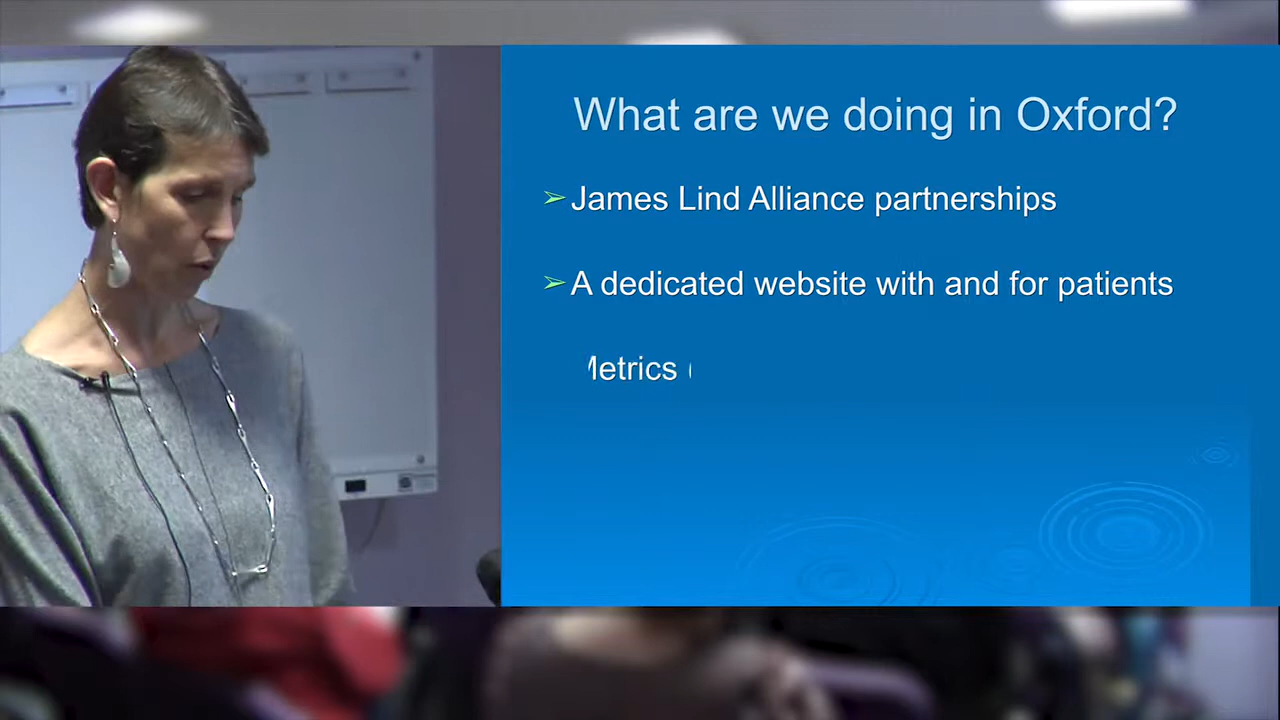 What are we doing in Oxford?
➢James Lind Alliance partnerships
➢A dedicated website with and for patients
Metrics